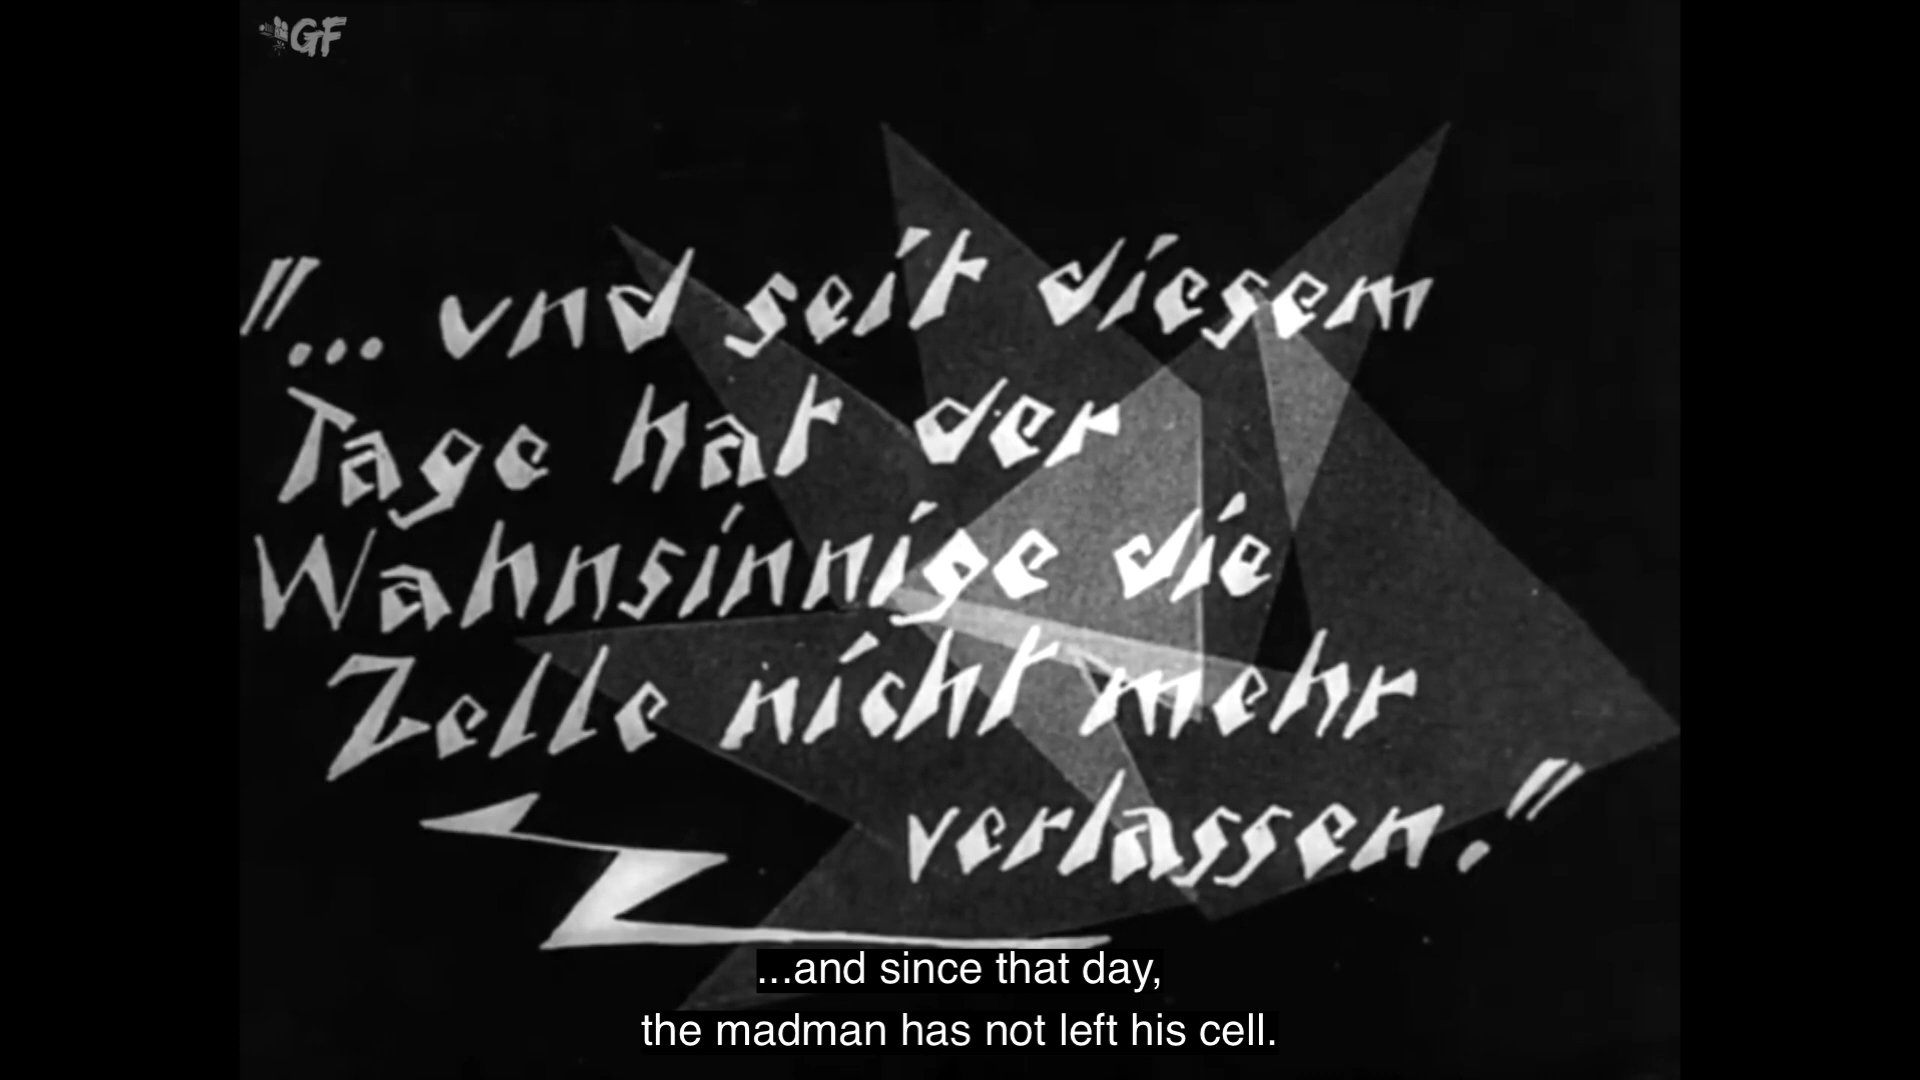 GF
"... und seit diesem
Tage hat der
Wahnsinnige die
Zelle nicht mehr
verlassen."
...and since that day,
the madman has not left his cell.